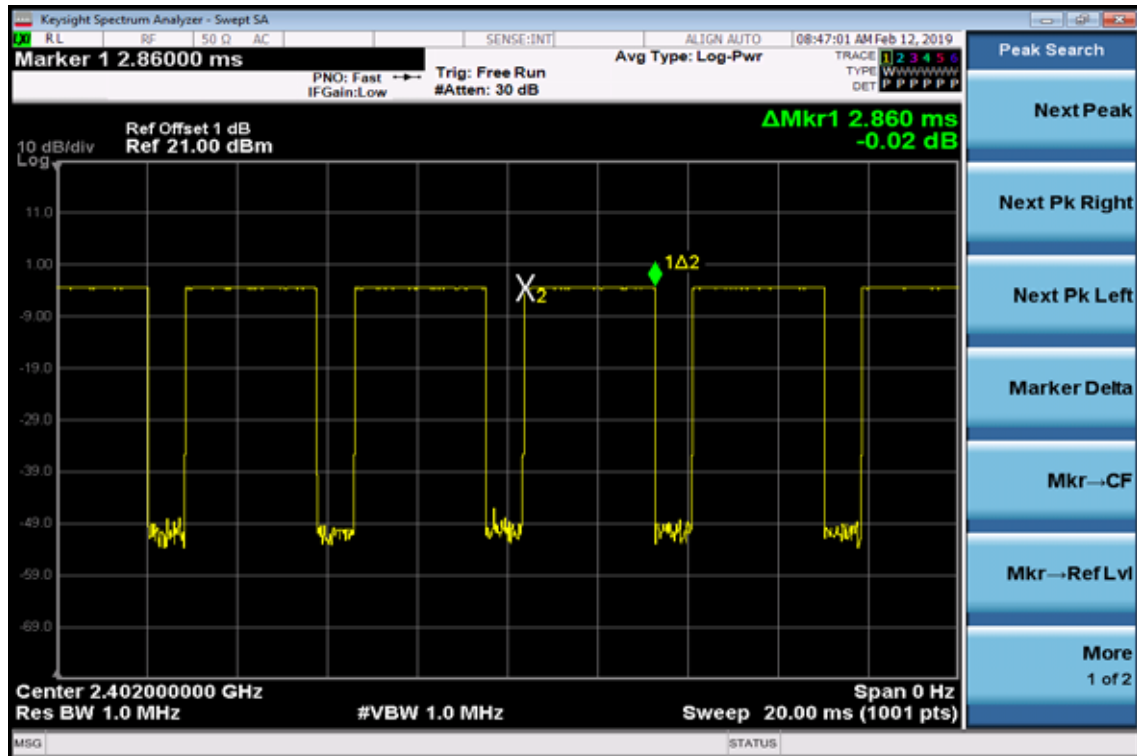 Keysight Spectrum Analyzer - Swept SA
RL RF 50 Ω AC SENSE:INT ALIGN AUTO 08:47:01 AM Feb 12, 2019
Marker 1 2.86000 ms
PNO: Fast
IFGain:Low
Trig: Free Run
#Atten: 30 dB
Avg Type: Log-Pwr
TRACE 1 2 3 4 5 6
TYPE WWWWWW
DET P P P P P P
Peak Search
ΔMkr1 2.860 ms
-0.02 dB
Ref Offset 1 dB
10 dB/div Ref 21.00 dBm
Log
11.0
1.00
-9.00
-19.0
-29.0
-39.0
-49.0
-59.0
-69.0
X2
1Δ2
Center 2.402000000 GHz Span 0 Hz
Res BW 1.0 MHz #VBW 1.0 MHz Sweep 20.00 ms (1001 pts)
MSG STATUS
Next Peak
Next Pk Right
Next Pk Left
Marker Delta
Mkr→CF
Mkr→Ref Lvl
More
1 of 2